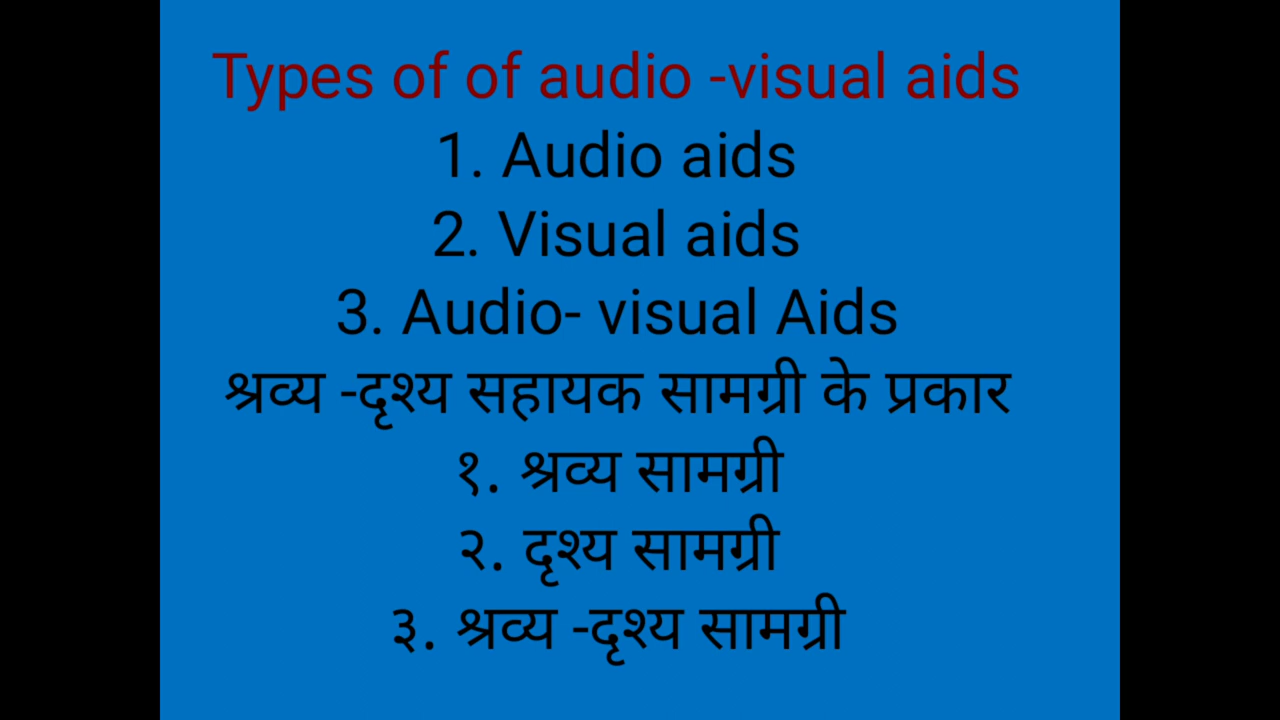 Types of of audio -visual aids
1. Audio aids
2. Visual aids
3. Audio- visual Aids
श्रव्य -दृश्य सहायक सामग्री के प्रकार
१. श्रव्य सामग्री
२. दृश्य सामग्री
३. श्रव्य -दृश्य सामग्री